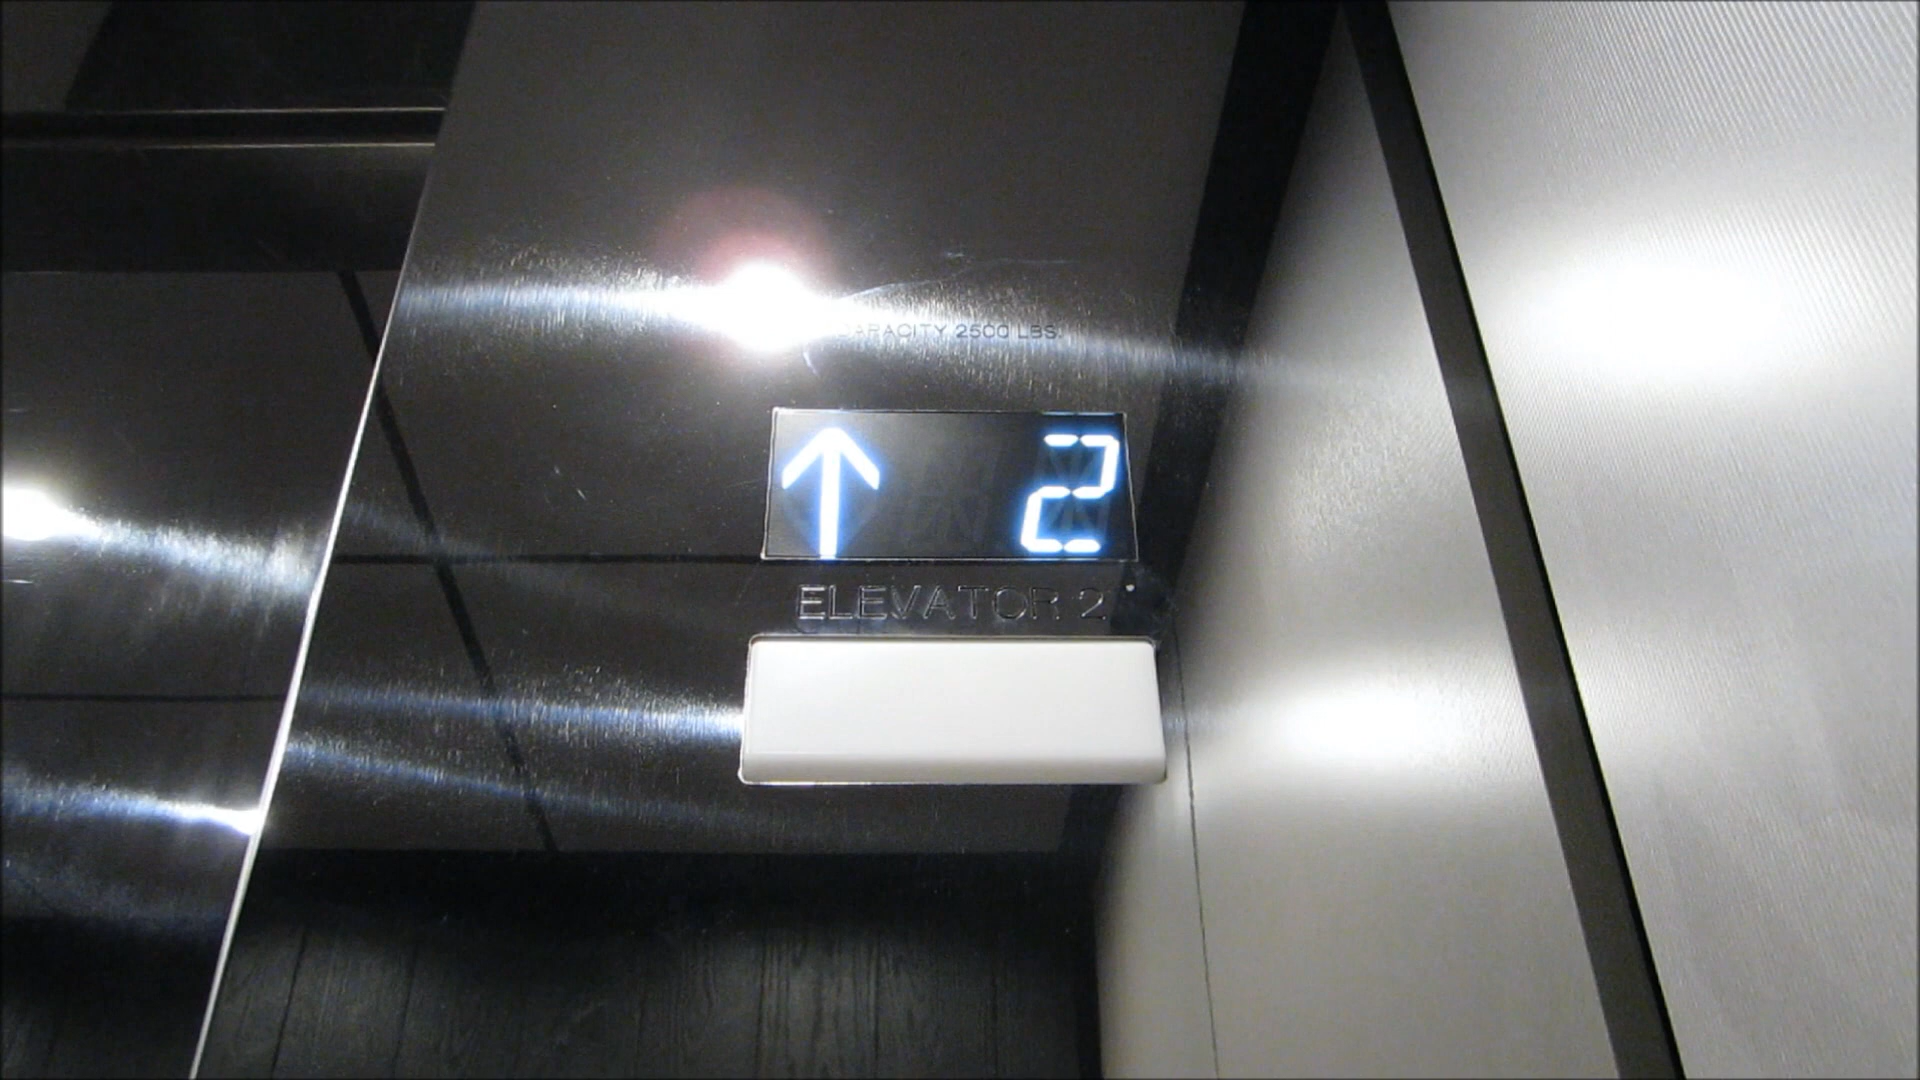 CAPACITY 2500 LBS.
↑ 2
ELEVATOR 2